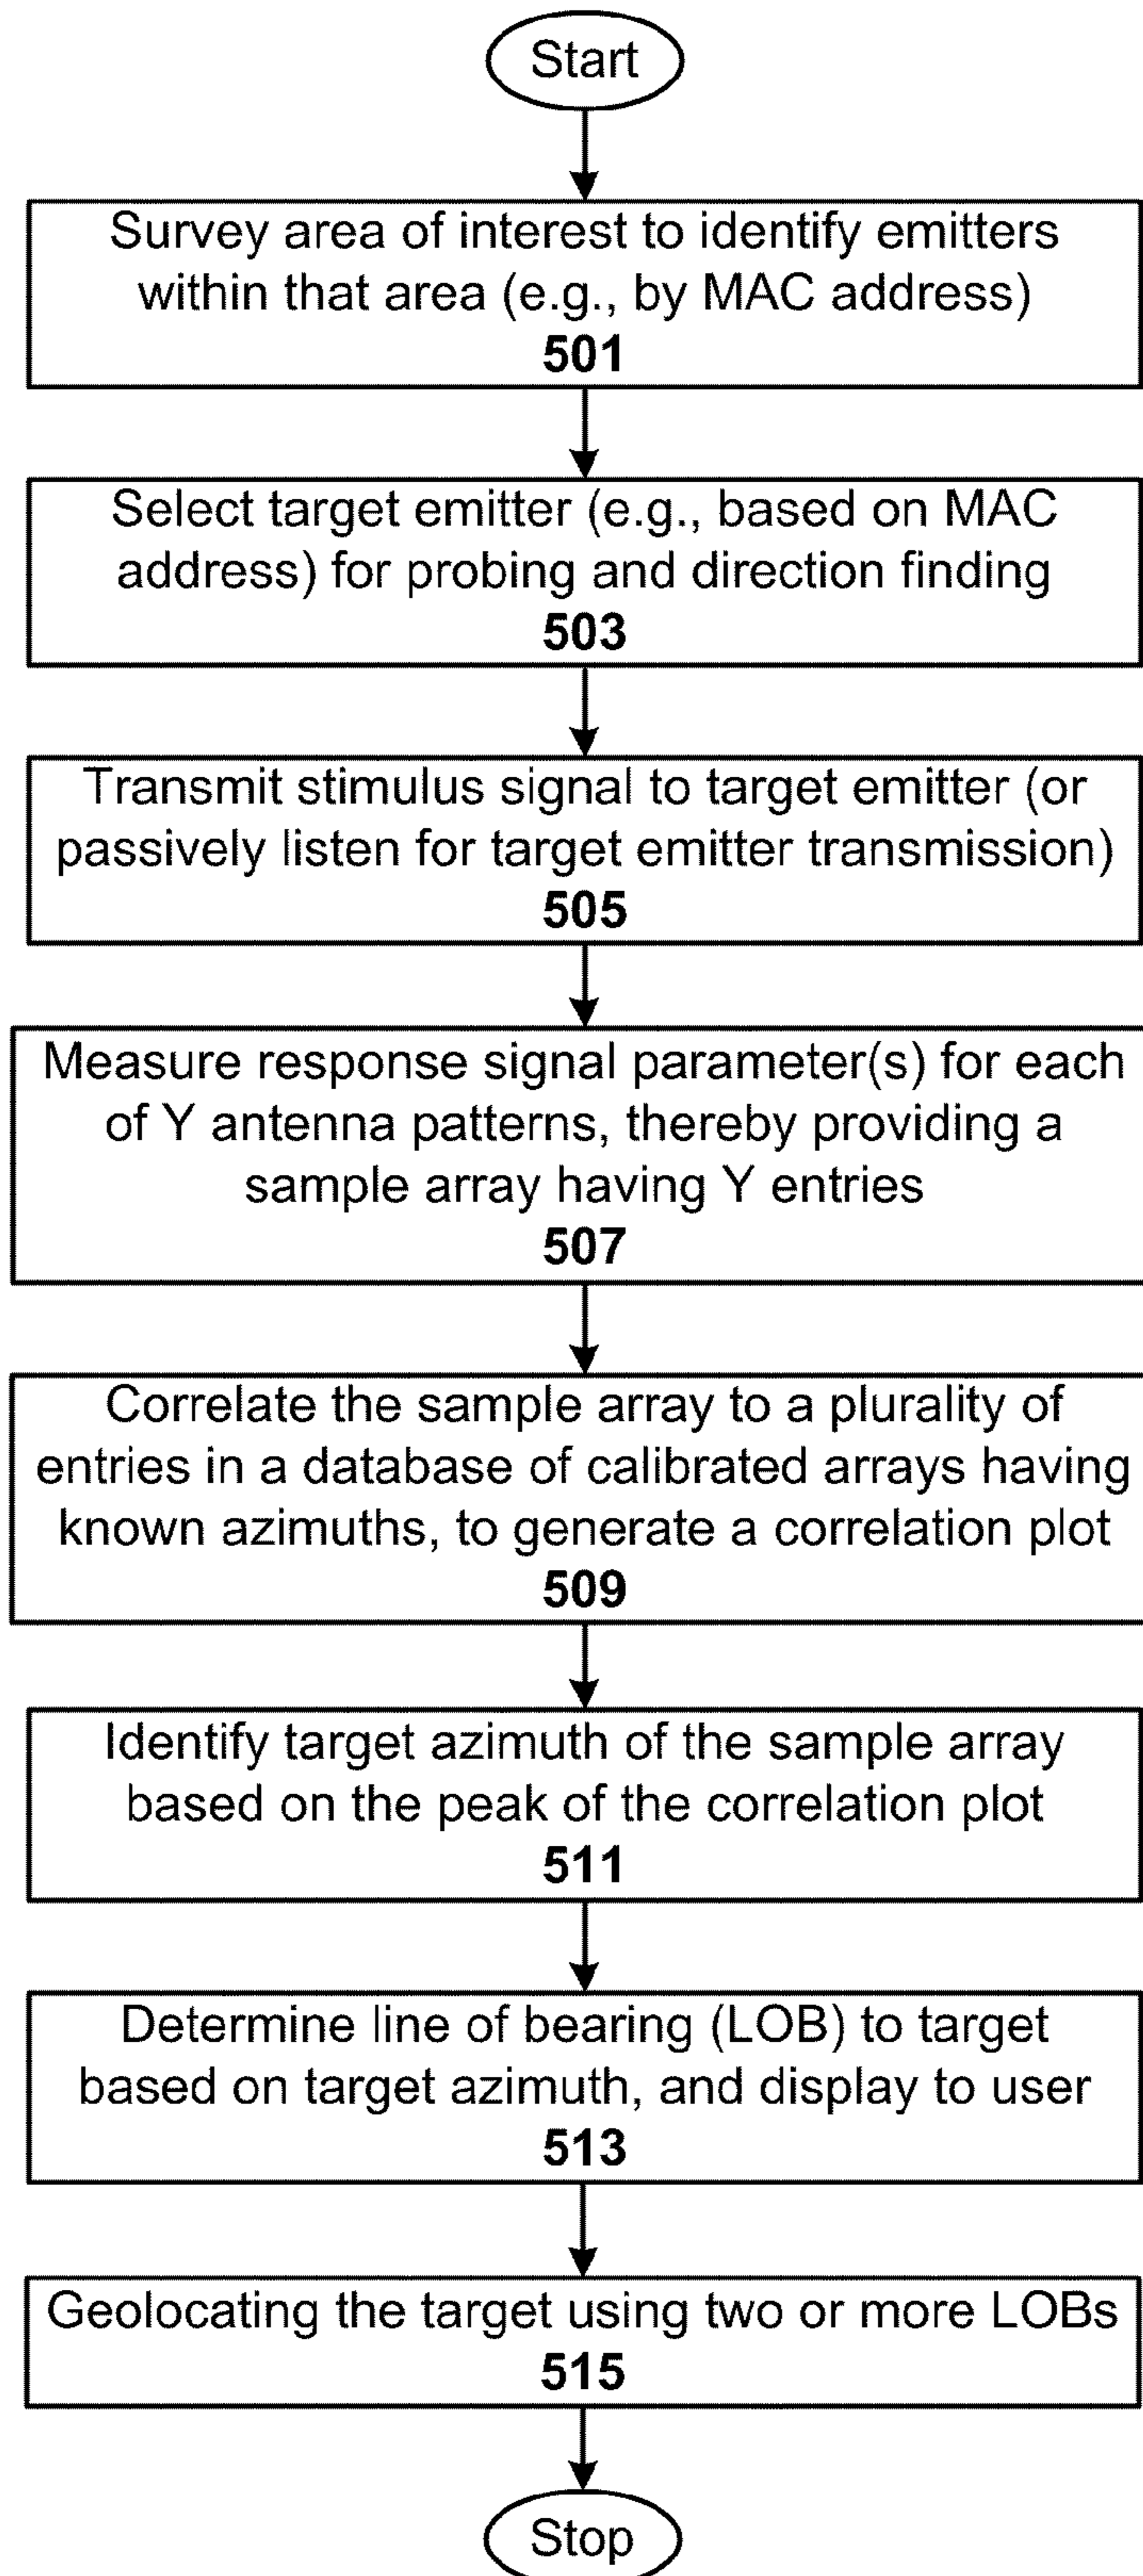 Start
Survey area of interest to identify emitters
within that area (e.g., by MAC address)
501
Select target emitter (e.g., based on MAC
address) for probing and direction finding
503
Transmit stimulus signal to target emitter (or
passively listen for target emitter transmission)
505
Measure response signal parameter(s) for each
of Y antenna patterns, thereby providing a
sample array having Y entries
507
Correlate the sample array to a plurality of
entries in a database of calibrated arrays having
known azimuths, to generate a correlation plot
509
Identify target azimuth of the sample array
based on the peak of the correlation plot
511
Determine line of bearing (LOB) to target
based on target azimuth, and display to user
513
Geolocating the target using two or more LOBs
515
Stop